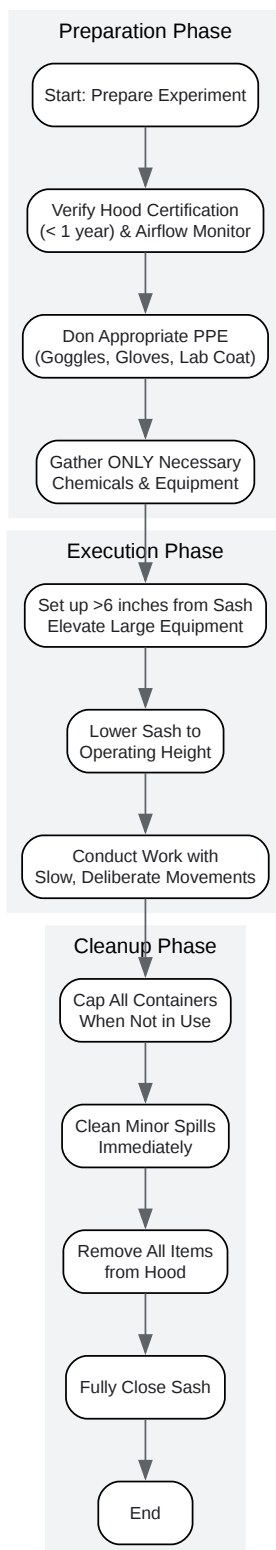 Preparation Phase
Start: Prepare Experiment
Verify Hood Certification
(< 1 year) & Airflow Monitor
Don Appropriate PPE
(Goggles, Gloves, Lab Coat)
Gather ONLY Necessary
Chemicals & Equipment
Execution Phase
Set up >6 inches from Sash
Elevate Large Equipment
Lower Sash to
Operating Height
Conduct Work with
Slow, Deliberate Movements
Cleanup Phase
Cap All Containers
When Not in Use
Clean Minor Spills
Immediately
Remove All Items
from Hood
Fully Close Sash
End